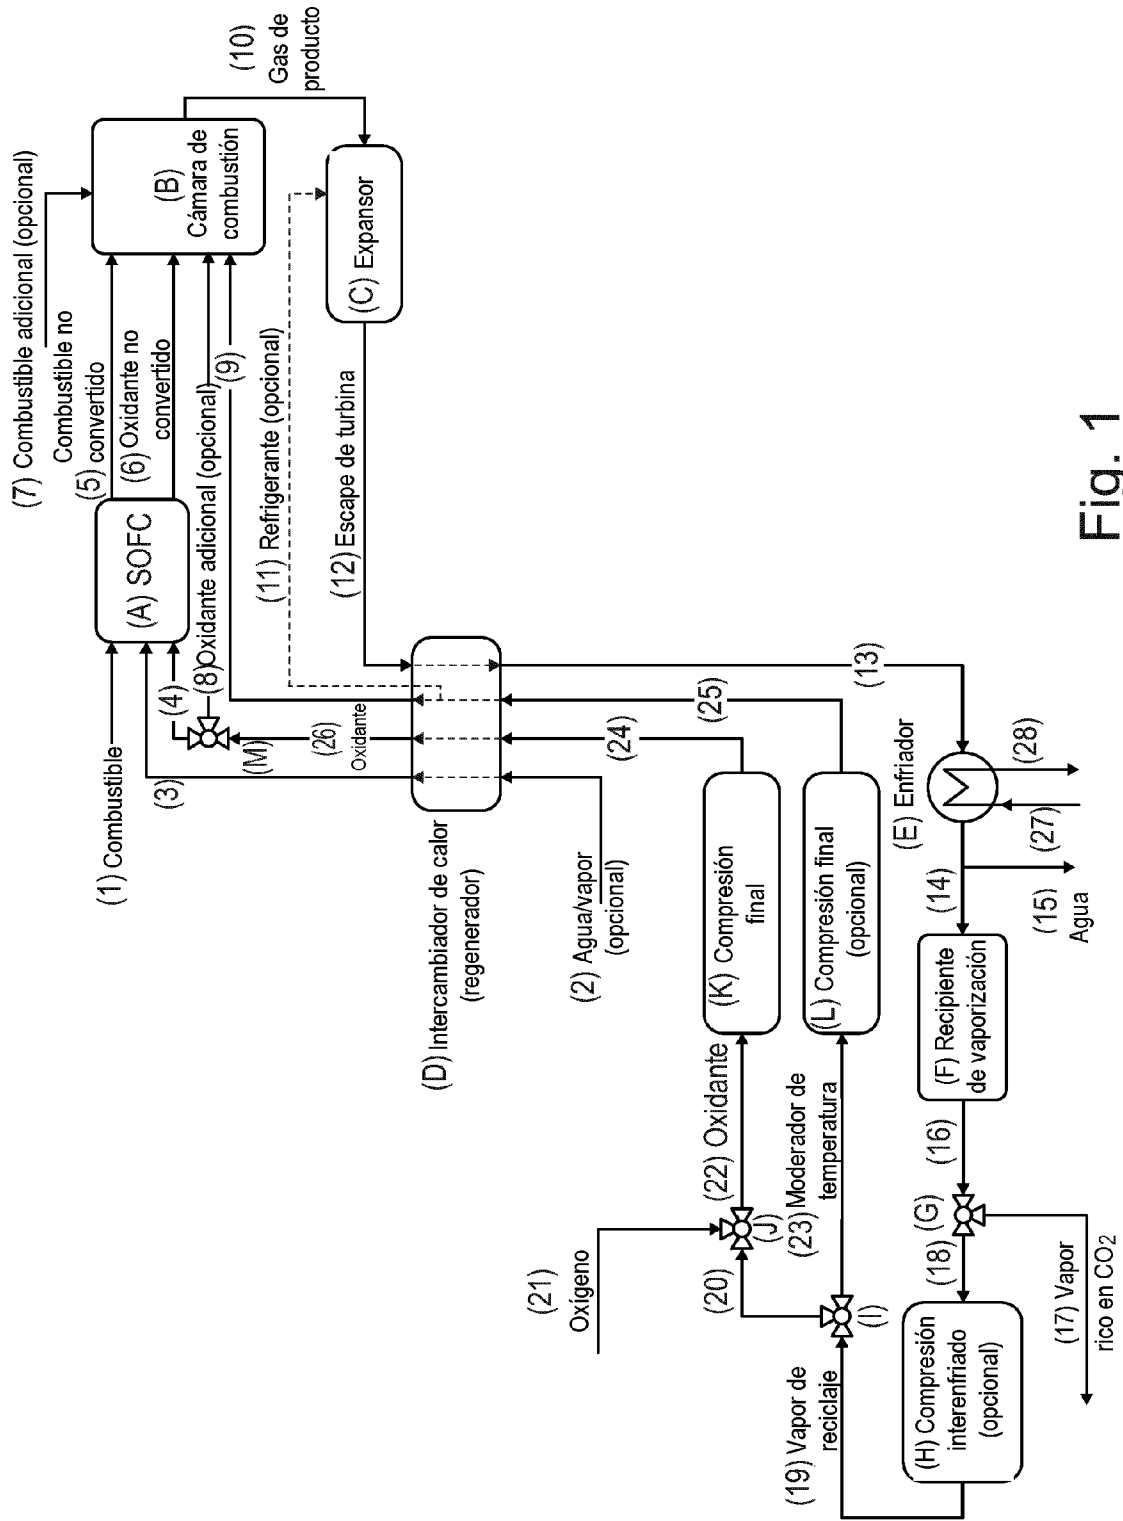 (7) Combustible adicional (opcional)
Combustible no
(5) convertido
(6) Oxidante no
convertido
(10)
Gas de
producto
(B)
Cámara de
combustión
(1) Combustible
(A) SOFC
(3)
(4)
(8)Oxidante adicional (opcional)
(9)
(M)
(26)
Oxidante
(11) Refrigerante (opcional)
(C) Expansor
(12) Escape de turbina
(D) Intercambiador de calor
(regenerador)
(2) Agua/vapor
(opcional)
(24)
(25)
(13)
(21)
Oxígeno
(20)
(J)
(22) Oxidante
(K) Compresión
final
(23) Moderador de
temperatura
(L) Compresión final
(opcional)
(19) Vapor de
reciclaje
(I)
(E) Enfriador
(28)
(27)
(14)
(15)
Agua
(F) Recipiente
de vaporización
(16)
(G)
(18)
(17) Vapor
rico en CO2
(H) Compresión
interenfriado
(opcional)
Fig. 1